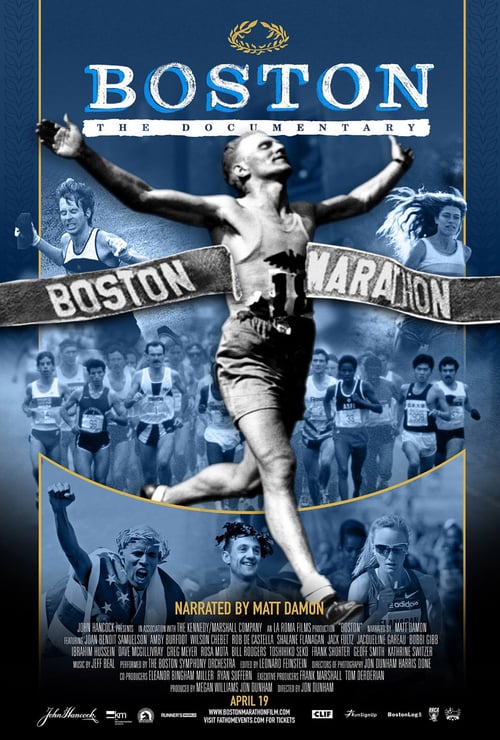 BOSTON
THE DOCUMENTARY
BOSTON MARATHON
NARRATED BY MATT DAMON
JOHN HANCOCK PRESENTS IN ASSOCIATION WITH THE KENNEDY/MARSHALL COMPANY AN LA ROMA FILMS PRODUCTION "BOSTON" NARRATED BY MATT DAMON
FEATURING JOAN BENOIT SAMUELSON AMBY BURFOOT WILSON CHEBET ROB DE CASTELLA SHALANE FLANAGAN JACK FULTZ JACQUELINE GAREAU BOBBI GIBB
IBRAHIM HUSSEIN DAVE MCGILLIVRAY GREG MEYER ROSA MOTA BILL RODGERS TOSHIHIKO SEKO FRANK SHORTER GEOFF SMITH KATHRINE SWITZER
MUSIC BY JEFF BEAL PERFORMED BY THE BOSTON SYMPHONY ORCHESTRA EDITED BY LEONARD FEINSTEIN DIRECTORS OF PHOTOGRAPHY JON DUNHAM HARRIS DONE
CO PRODUCERS ELEANOR BINGHAM MILLER RYAN SUFFERN EXECUTIVE PRODUCERS FRANK MARSHALL TOM DERDERIAN
PRODUCED BY MEGAN WILLIAMS JON DUNHAM DIRECTED BY JON DUNHAM
APRIL 19
WWW.BOSTONMARATHONFILM.COM
VISIT FATHOMEVENTS.COM FOR TICKETS
John Hancock
km
RUNNER'S WORLD
CLIF
RunSignUp
BostonLog1
adidas